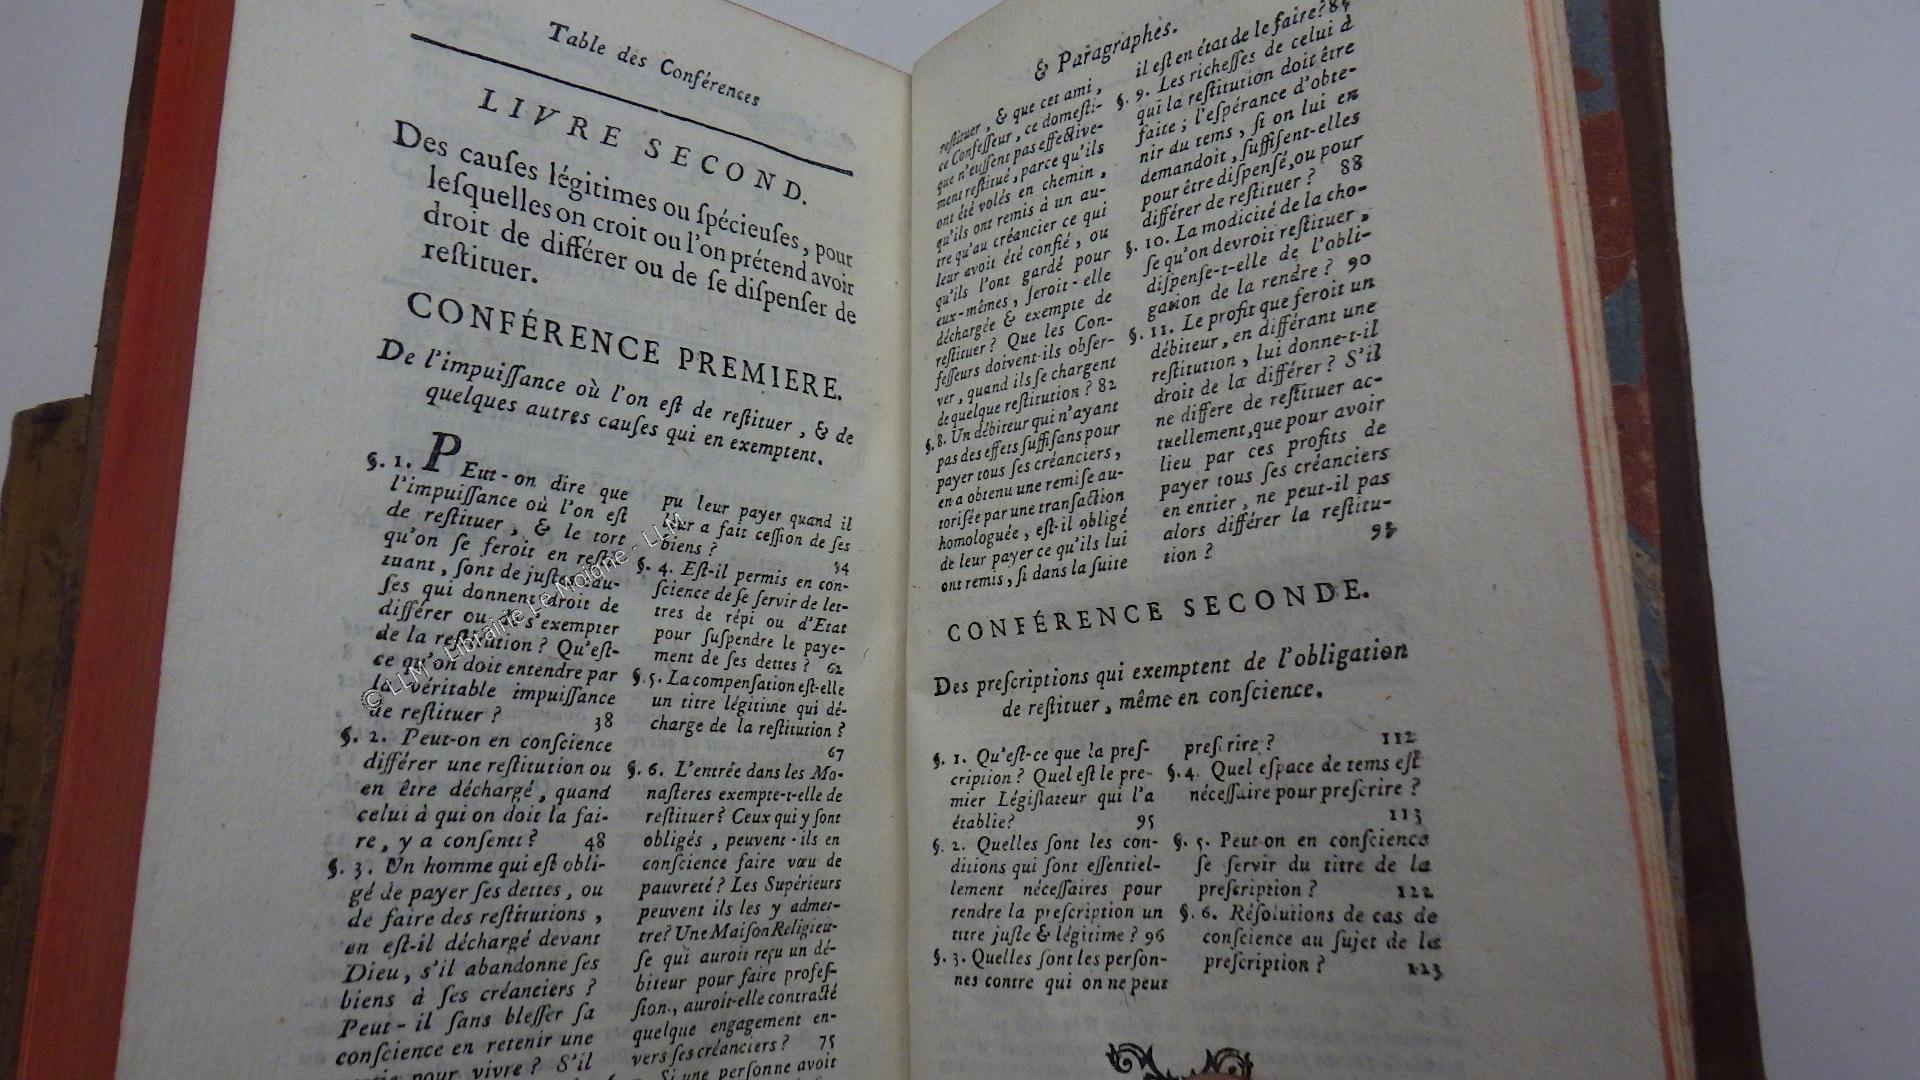 Table des Conférences
LIVRE SECOND.
Des cauſes légitimes ou ſpécieuſes, pour
leſquelles on croit ou l'on prétend avoir
droit de différer ou de ſe diſpenſer de
reſtituer.
CONFÉRENCE PREMIERE.
De l'impuiſſance où l'on eſt de reſtituer, & de
quelques autres cauſes qui en exemptent.
§. 1. PEut-on dire que
l'impuiſſance où l'on eſt
de reſtituer, & le tort
qu'on ſe feroit en reſti-
tuant, ſont de juſtes cau-
ſes qui donnent droit de
différer ou de s'exempter
de la reſtitution? Qu'eſt-
ce qu'on doit entendre par
la véritable impuiſſance
de reſtituer? 38
§. 2. Peut-on en conſcience
différer une reſtitution ou
en être déchargé, quand
celui à qui on doit la fai-
re, y a conſenti? 48
§. 3. Un homme qui eſt obli-
gé de payer ſes dettes, ou
de faire des reſtitutions,
en eſt-il déchargé devant
Dieu, s'il abandonne ſes
biens à ſes créanciers?
Peut-il ſans bleſſer ſa
conſcience en retenir une
partie pour vivre? S'il
pu leur payer quand il
leur a fait ceſſion de ſes
biens? 54
§. 4. Eſt-il permis en con-
ſcience de ſe ſervir de let-
tres de répi ou d'Etat
pour ſuſpendre le paye-
ment de ſes dettes? 62
§. 5. La compenſation eſt-elle
un titre légitime qui dé-
charge de la reſtitution?
67
§. 6. L'entrée dans les Mo-
naſteres exempte-t-elle de
reſtituer? Ceux qui y ſont
obligés, peuvent-ils en
conſcience faire vœu de
pauvreté? Les Supérieurs
peuvent ils les y admet-
tre? Une Maiſon Religieu-
ſe qui auroit reçu un dé-
biteur pour faire profeſ-
ſion, auroit-elle contracté
quelque engagement en-
vers ſes créanciers? 75
Si une perſonne avoit
& Paragraphes.
reſtituer, & que cet ami,
ce Confeſſeur, ce domeſti-
que n'euſſent pas effective-
ment reſtitué, parce qu'ils
ont été volés en chemin,
qu'ils ont remis à un au-
tre qu'au créancier ce qui
leur avoit été confié, ou
qu'ils l'ont gardé pour
eux-mêmes, ſeroit-elle
déchargée & exempte de
reſtituer? Que les Con-
feſſeurs doivent-ils obſer-
ver, quand ils ſe chargent
de quelque reſtitution? 82
§. 8. Un débiteur qui n'ayant
pas des effets ſuffiſans pour
payer tous ſes créanciers,
en a obtenu une remiſe au-
toriſée par une tranſaction
homologuée, eſt-il obligé
de leur payer ce qu'ils lui
ont remis, ſi dans la ſuite
il eſt en état de le faire? 85
§. 9. Les richeſſes de celui à
qui la reſtitution doit être
faite; l'eſpérance d'obte-
nir du tems, ſi on lui en
demandoit, ſuffiſent-elles
pour être diſpenſé, ou pour
différer de reſtituer? 88
§. 10. La modicité de la cho-
ſe qu'on devroit reſtituer,
diſpenſe-t-elle de l'obli-
gation de la rendre? 90
§. 11. Le profit que feroit un
débiteur, en différant une
reſtitution, lui donne-t-il
droit de la différer? S'il
ne differe de reſtituer ac-
tuellement, que pour avoir
lieu par ces profits de
payer tous ſes créanciers
en entier, ne peut-il pas
alors différer la reſtitu-
tion?
CONFÉRENCE SECONDE.
Des preſcriptions qui exemptent de l'obligation
de reſtituer, même en conſcience.
§. 1. Qu'eſt-ce que la preſ-
cription? Quel eſt le pre-
mier Légiſlateur qui l'a
établie? 95
§. 2. Quelles ſont les con-
ditions qui ſont eſſentiel-
lement néceſſaires pour
rendre la preſcription un
titre juſte & légitime? 96
§. 3. Quelles ſont les perſon-
nes contre qui on ne peut
preſcrire? 112
§. 4. Quel eſpace de tems eſt
néceſſaire pour preſcrire?
113
§. 5. Peut-on en conſcience
ſe ſervir du titre de la
preſcription? 122
§. 6. Réſolutions de cas de
conſcience au ſujet de la
preſcription? 123
© LLM - Librairie Le Moigne - LLM